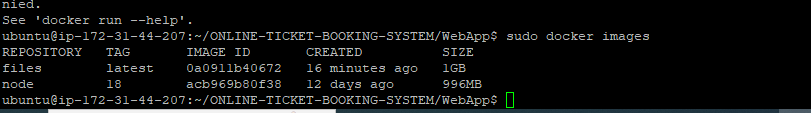 nied.
See 'docker run --help'.
ubuntu@ip-172-31-44-207:~/ONLINE-TICKET-BOOKING-SYSTEM/WebApp$ sudo docker images
REPOSITORY TAG IMAGE ID CREATED SIZE
files latest 0a0911b40672 16 minutes ago 1GB
node 18 acb969b80f38 12 days ago 996MB
ubuntu@ip-172-31-44-207:~/ONLINE-TICKET-BOOKING-SYSTEM/WebApp$